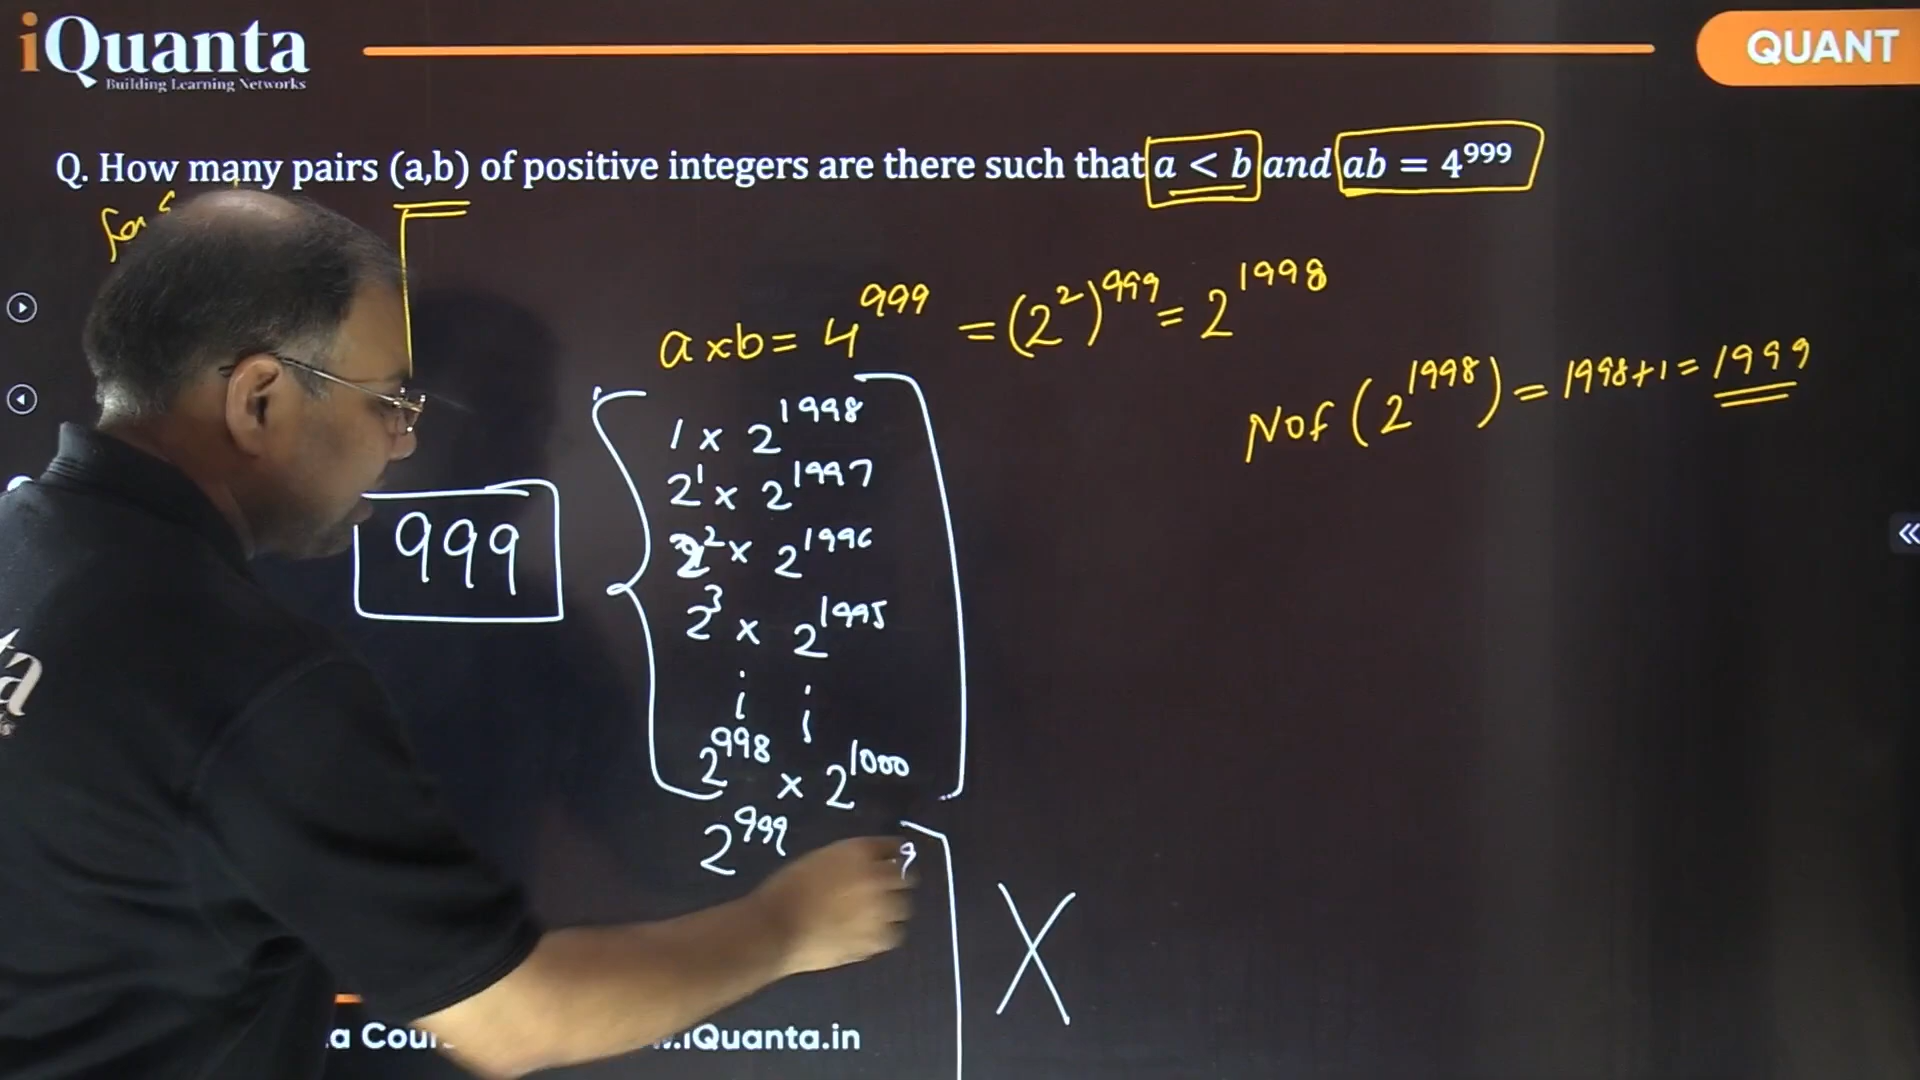 iQuanta
Building Learning Networks
QUANT
Q. How many pairs (a,b) of positive integers are there such that a < b and ab = 4^999
a × b = 4^999 = (2^2)^999 = 2^1998
NOF (2^1998) = 1998+1 = 1999
1 × 2^1998
2^1 × 2^1997
2^2 × 2^1996
2^3 × 2^1995
999
2^998 × 2^1000
2^999
9
X
.iQuanta.in